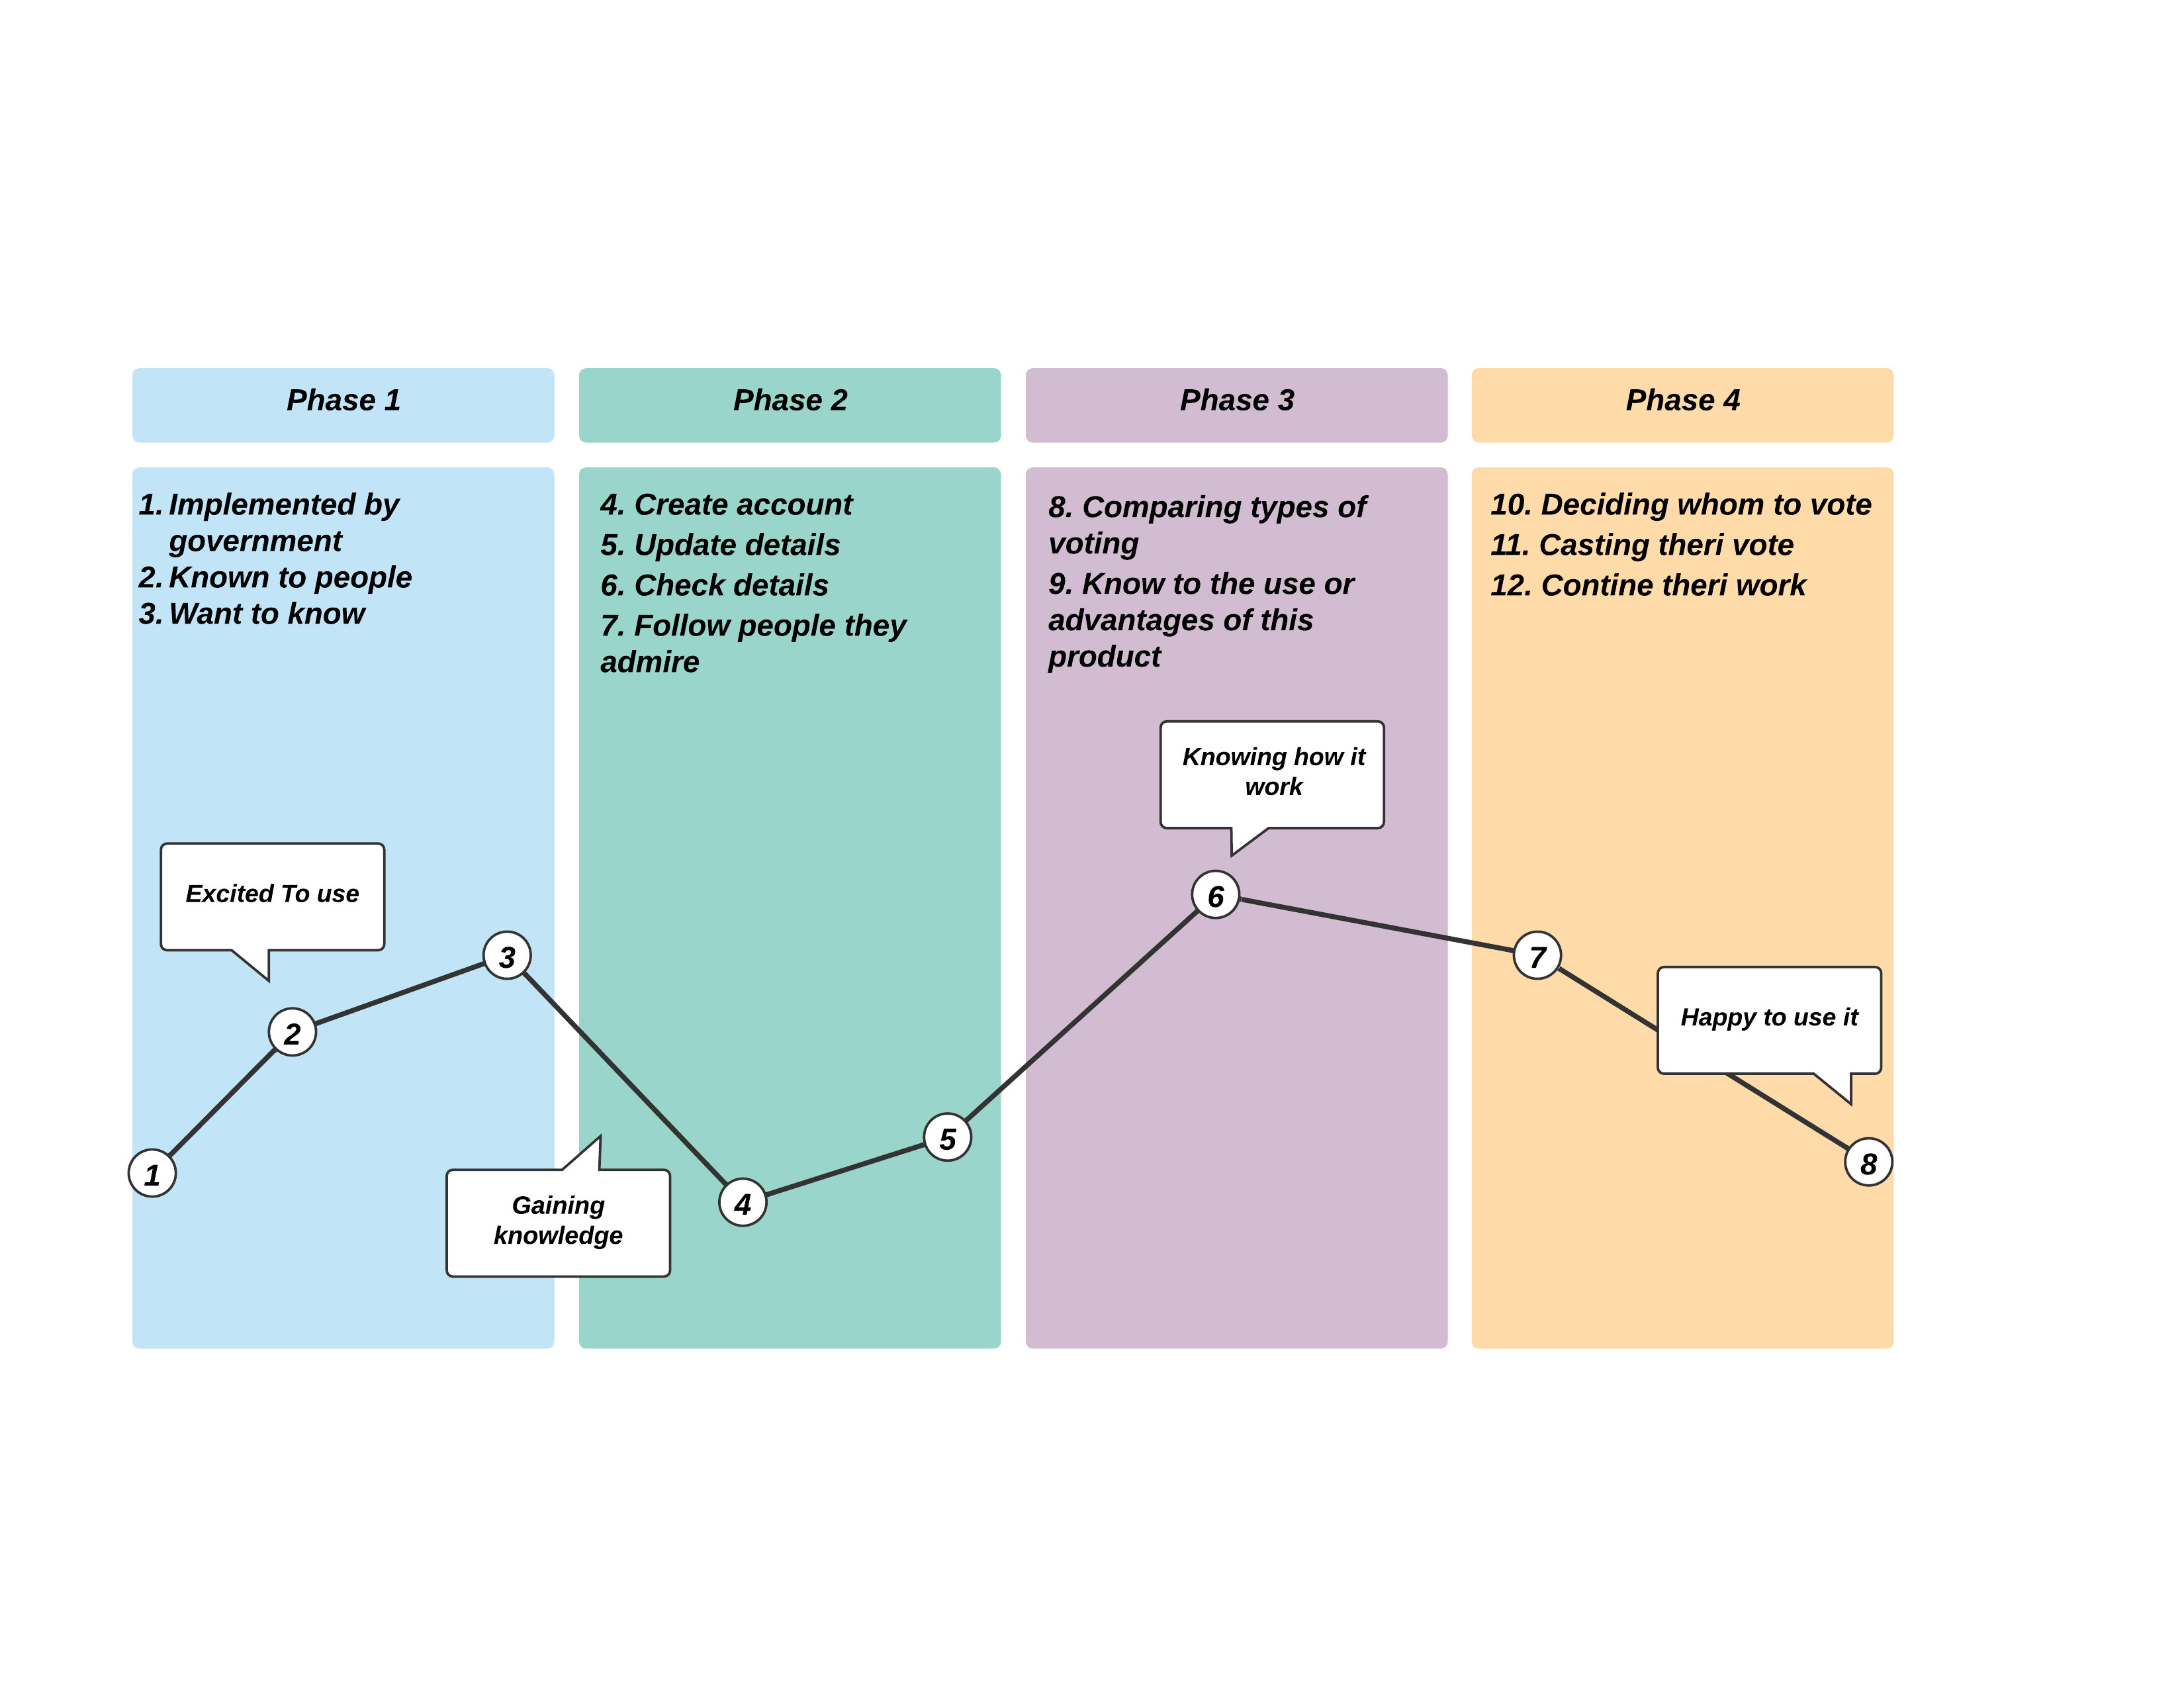 Phase 1
Phase 2
Phase 3
Phase 4
1. Implemented by
government
2. Known to people
3. Want to know
4. Create account
5. Update details
6. Check details
7. Follow people they
admire
8. Comparing types of
voting
9. Know to the use or
advantages of this
product
10. Deciding whom to vote
11. Casting theri vote
12. Contine theri work
Excited To use
Gaining
knowledge
Knowing how it
work
Happy to use it
1
2
3
4
5
6
7
8